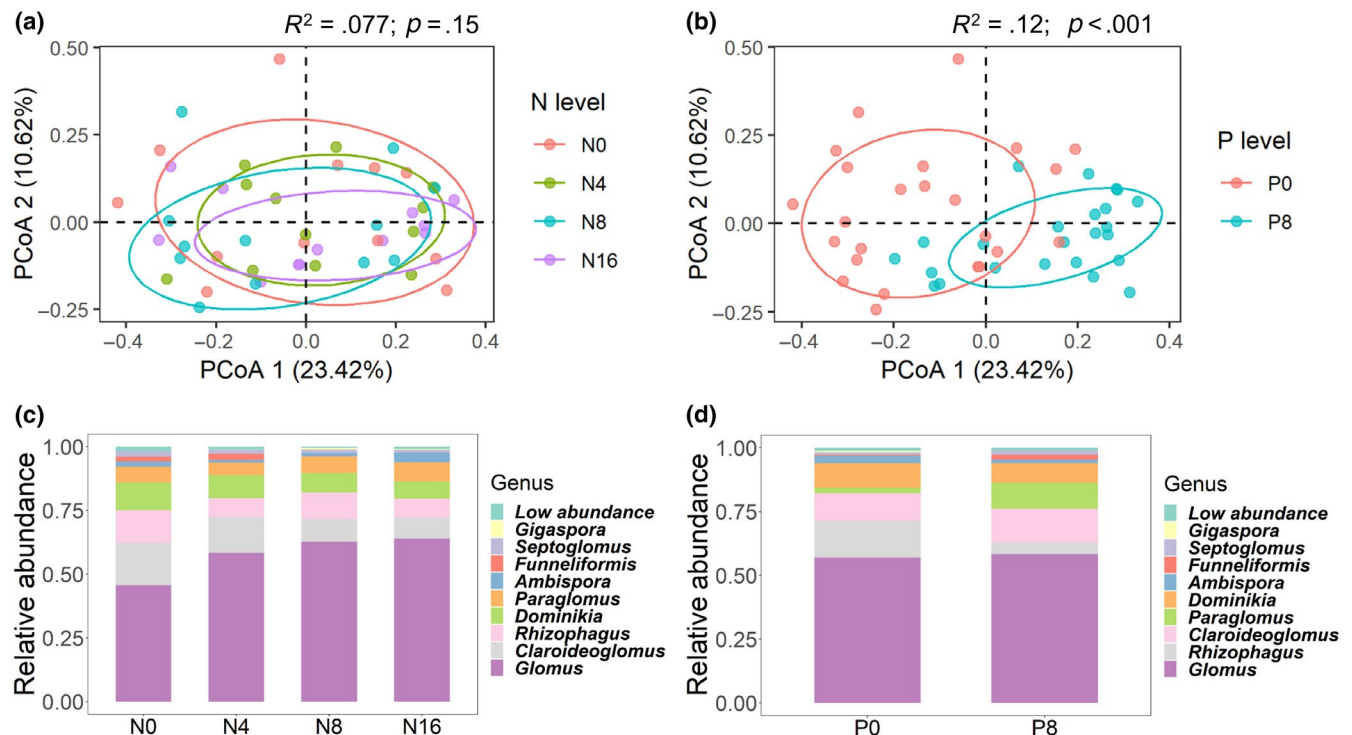 (a)
R² = .077; p = .15
0.50
0.25
0.00
−0.25
PCoA 2 (10.62%)
−0.4 −0.2 0.0 0.2 0.4
PCoA 1 (23.42%)
N level
N0
N4
N8
N16
(b)
R² = .12; p < .001
0.50
0.25
0.00
−0.25
PCoA 2 (10.62%)
−0.4 −0.2 0.0 0.2 0.4
PCoA 1 (23.42%)
P level
P0
P8
(c)
1.00
0.75
0.50
0.25
0.00
Relative abundance
N0 N4 N8 N16
Genus
Low abundance
Gigaspora
Septoglomus
Funneliformis
Ambispora
Paraglomus
Dominikia
Rhizophagus
Claroideoglomus
Glomus
(d)
1.00
0.75
0.50
0.25
0.00
Relative abundance
P0 P8
Genus
Low abundance
Gigaspora
Septoglomus
Funneliformis
Ambispora
Dominikia
Paraglomus
Claroideoglomus
Rhizophagus
Glomus